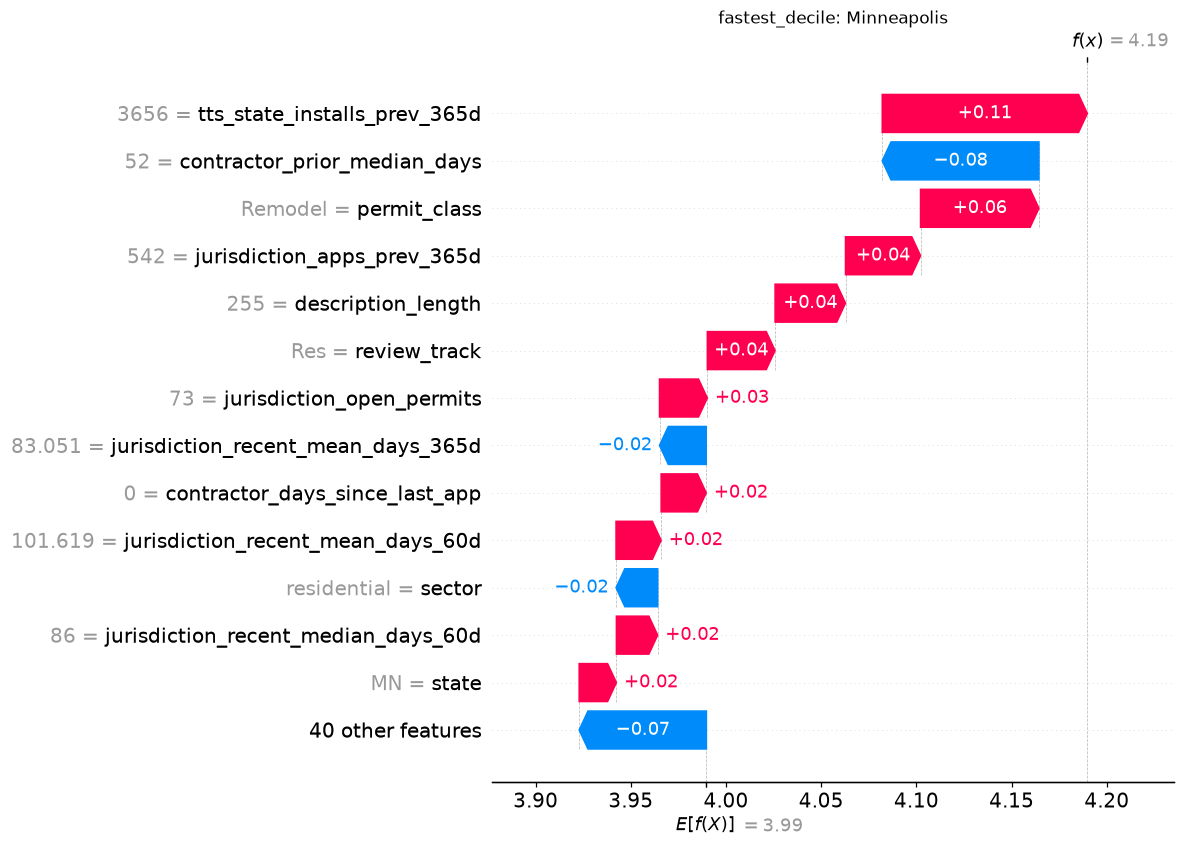 fastest_decile: Minneapolis
f(x) = 4.19
3656 = tts_state_installs_prev_365d +0.11
52 = contractor_prior_median_days −0.08
Remodel = permit_class +0.06
542 = jurisdiction_apps_prev_365d +0.04
255 = description_length +0.04
Res = review_track +0.04
73 = jurisdiction_open_permits +0.03
83.051 = jurisdiction_recent_mean_days_365d −0.02
0 = contractor_days_since_last_app +0.02
101.619 = jurisdiction_recent_mean_days_60d +0.02
residential = sector −0.02
86 = jurisdiction_recent_median_days_60d +0.02
MN = state +0.02
40 other features −0.07
3.90 3.95 4.00 4.05 4.10 4.15 4.20
E[f(X)] = 3.99